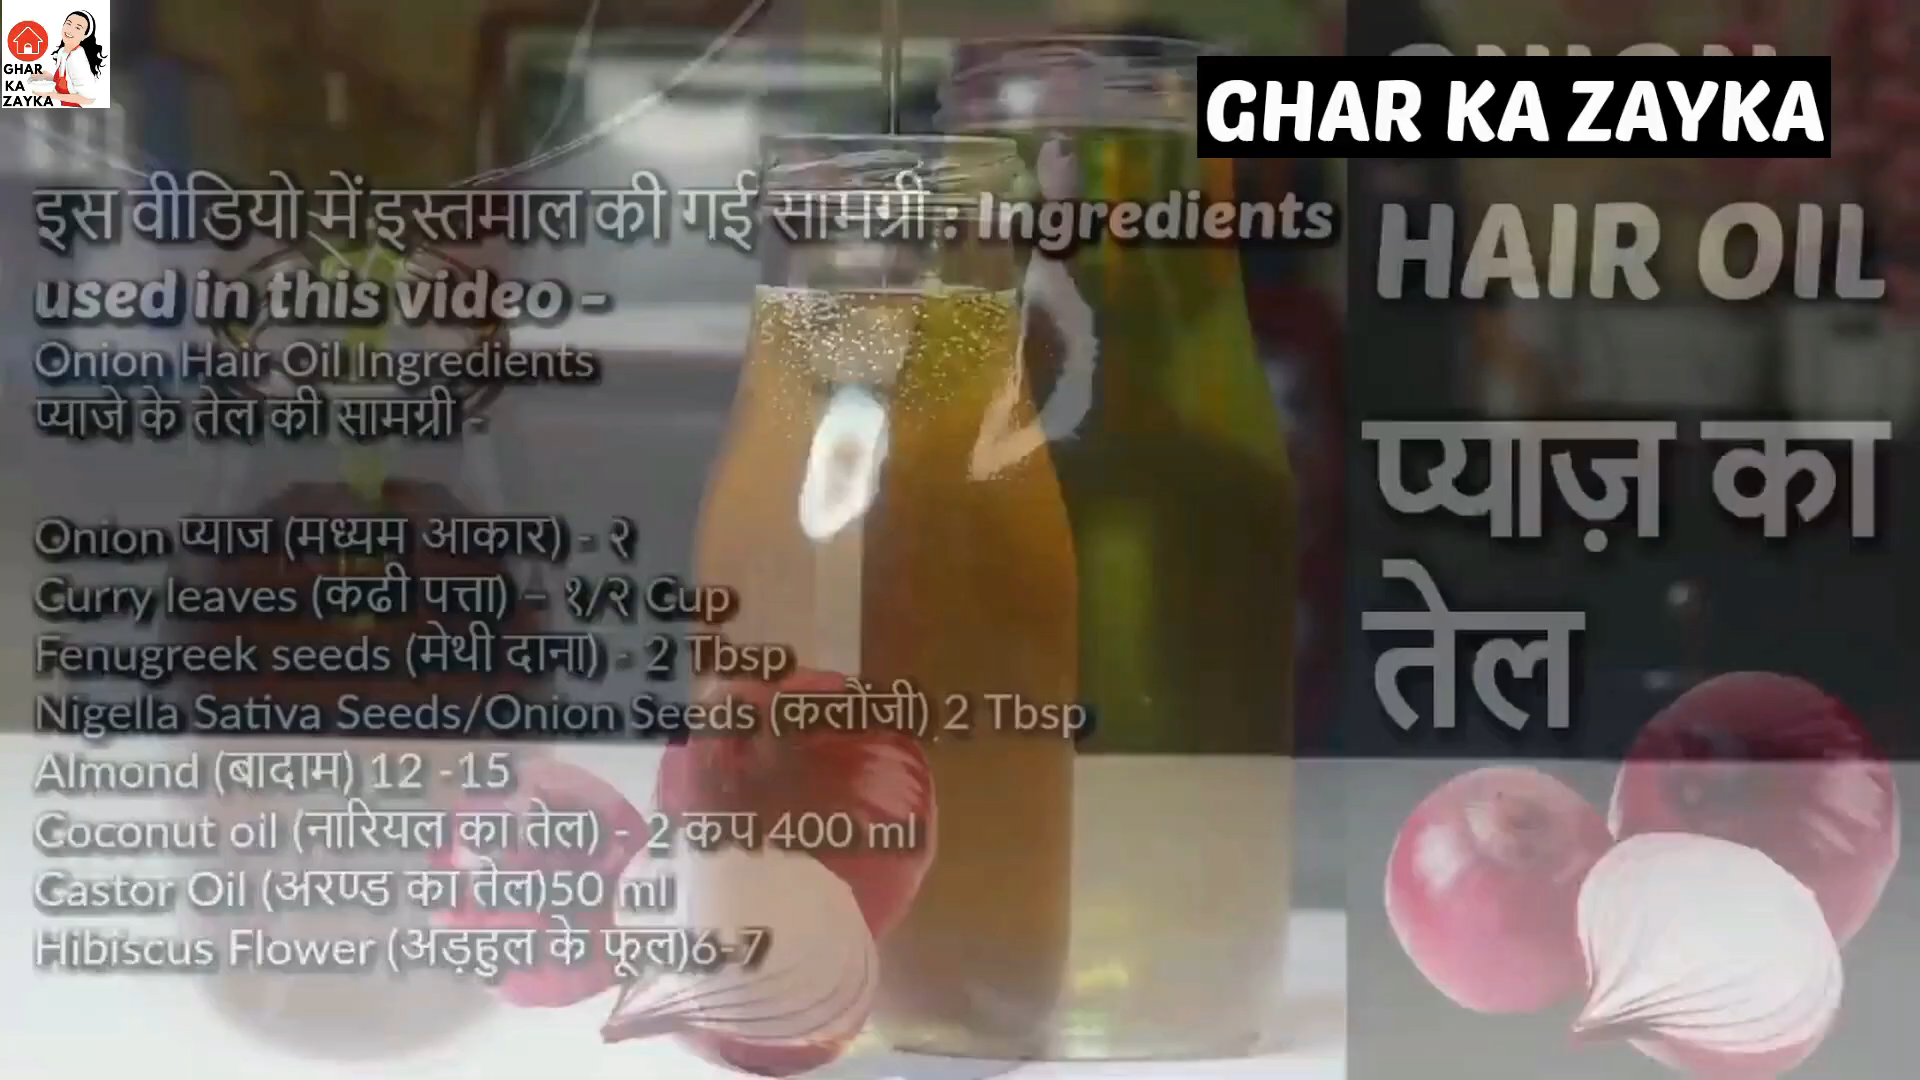 GHAR
KA
ZAYKA
GHAR KA ZAYKA
इस वीडियो में इस्तमाल की गई सामग्री : Ingredients
used in this video -
Onion Hair Oil Ingredients
प्याजे के तेल की सामग्री -
Onion प्याज (मध्यम आकार) - २
Curry leaves (कढी पत्ता) – १/२ Cup
Fenugreek seeds (मेथी दाना) - 2 Tbsp
Nigella Sativa Seeds/Onion Seeds (कलौंजी) 2 Tbsp
Almond (बादाम) 12 -15
Coconut oil (नारियल का तेल) - 2 कप 400 ml
Castor Oil (अरण्ड का तेल)50 ml
Hibiscus Flower (अड़हुल के फूल)6-7
ONION
HAIR OIL
प्याज़ का
तेल